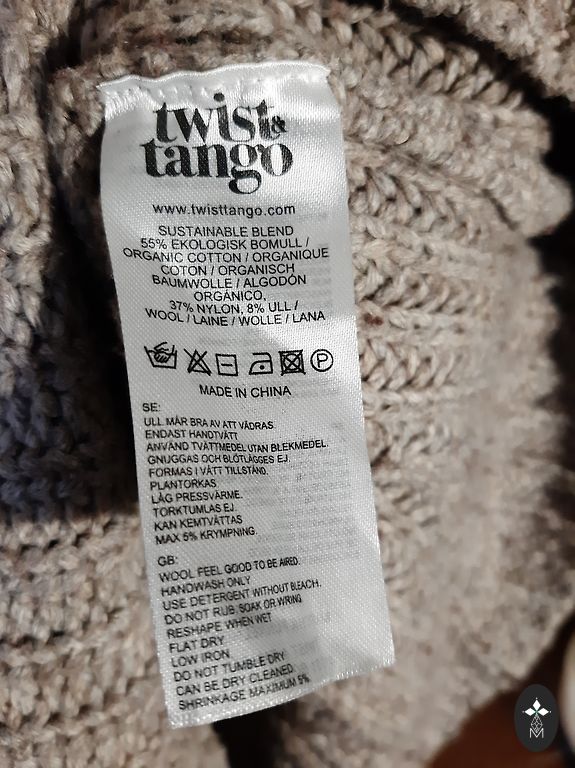 twist&
tango
www.twisttango.com
SUSTAINABLE BLEND
55% EKOLOGISK BOMULL /
ORGANIC COTTON / ORGANIQUE
COTON / ORGANISCH
BAUMWOLLE / ALGODÓN
ORGÁNICO,
37% NYLON, 8% ULL /
WOOL / LAINE / WOLLE / LANA
P
MADE IN CHINA
SE:
ULL MÅR BRA AV ATT VÄDRAS.
ENDAST HANDTVÄTT
ANVÄND TVÄTTMEDEL UTAN BLEKMEDEL.
GNUGGAS OCH BLÖTLÄGGES EJ.
FORMAS I VÅTT TILLSTÅND.
PLANTORKAS
LÅG PRESSVÄRME.
TORKTUMLAS EJ.
KAN KEMTVÄTTAS
MAX 5% KRYMPNING.
GB:
WOOL FEEL GOOD TO BE AIRED.
HANDWASH ONLY
USE DETERGENT WITHOUT BLEACH.
DO NOT RUB, SOAK OR WRING
RESHAPE WHEN WET
FLAT DRY
LOW IRON
DO NOT TUMBLE DRY
CAN BE DRY CLEANED
SHRINKAGE MAXIMUM 5%